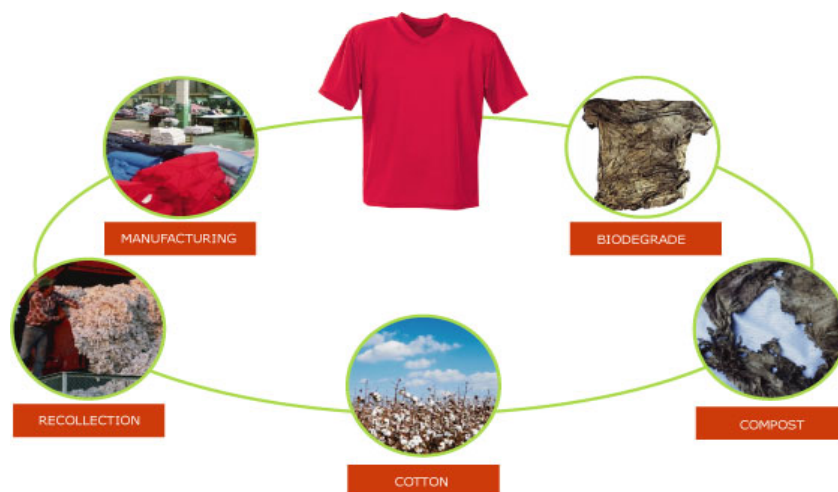 MANUFACTURING
BIODEGRADE
RECOLLECTION
COMPOST
COTTON